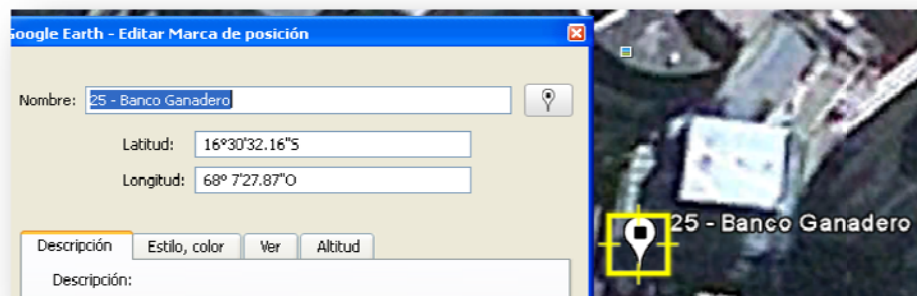 Google Earth - Editar Marca de posición
Nombre: 25 - Banco Ganadero
Latitud: 16°30'32.16"S
Longitud: 68° 7'27.87"O
Descripción Estilo, color Ver Altitud
Descripción:
25 - Banco Ganadero